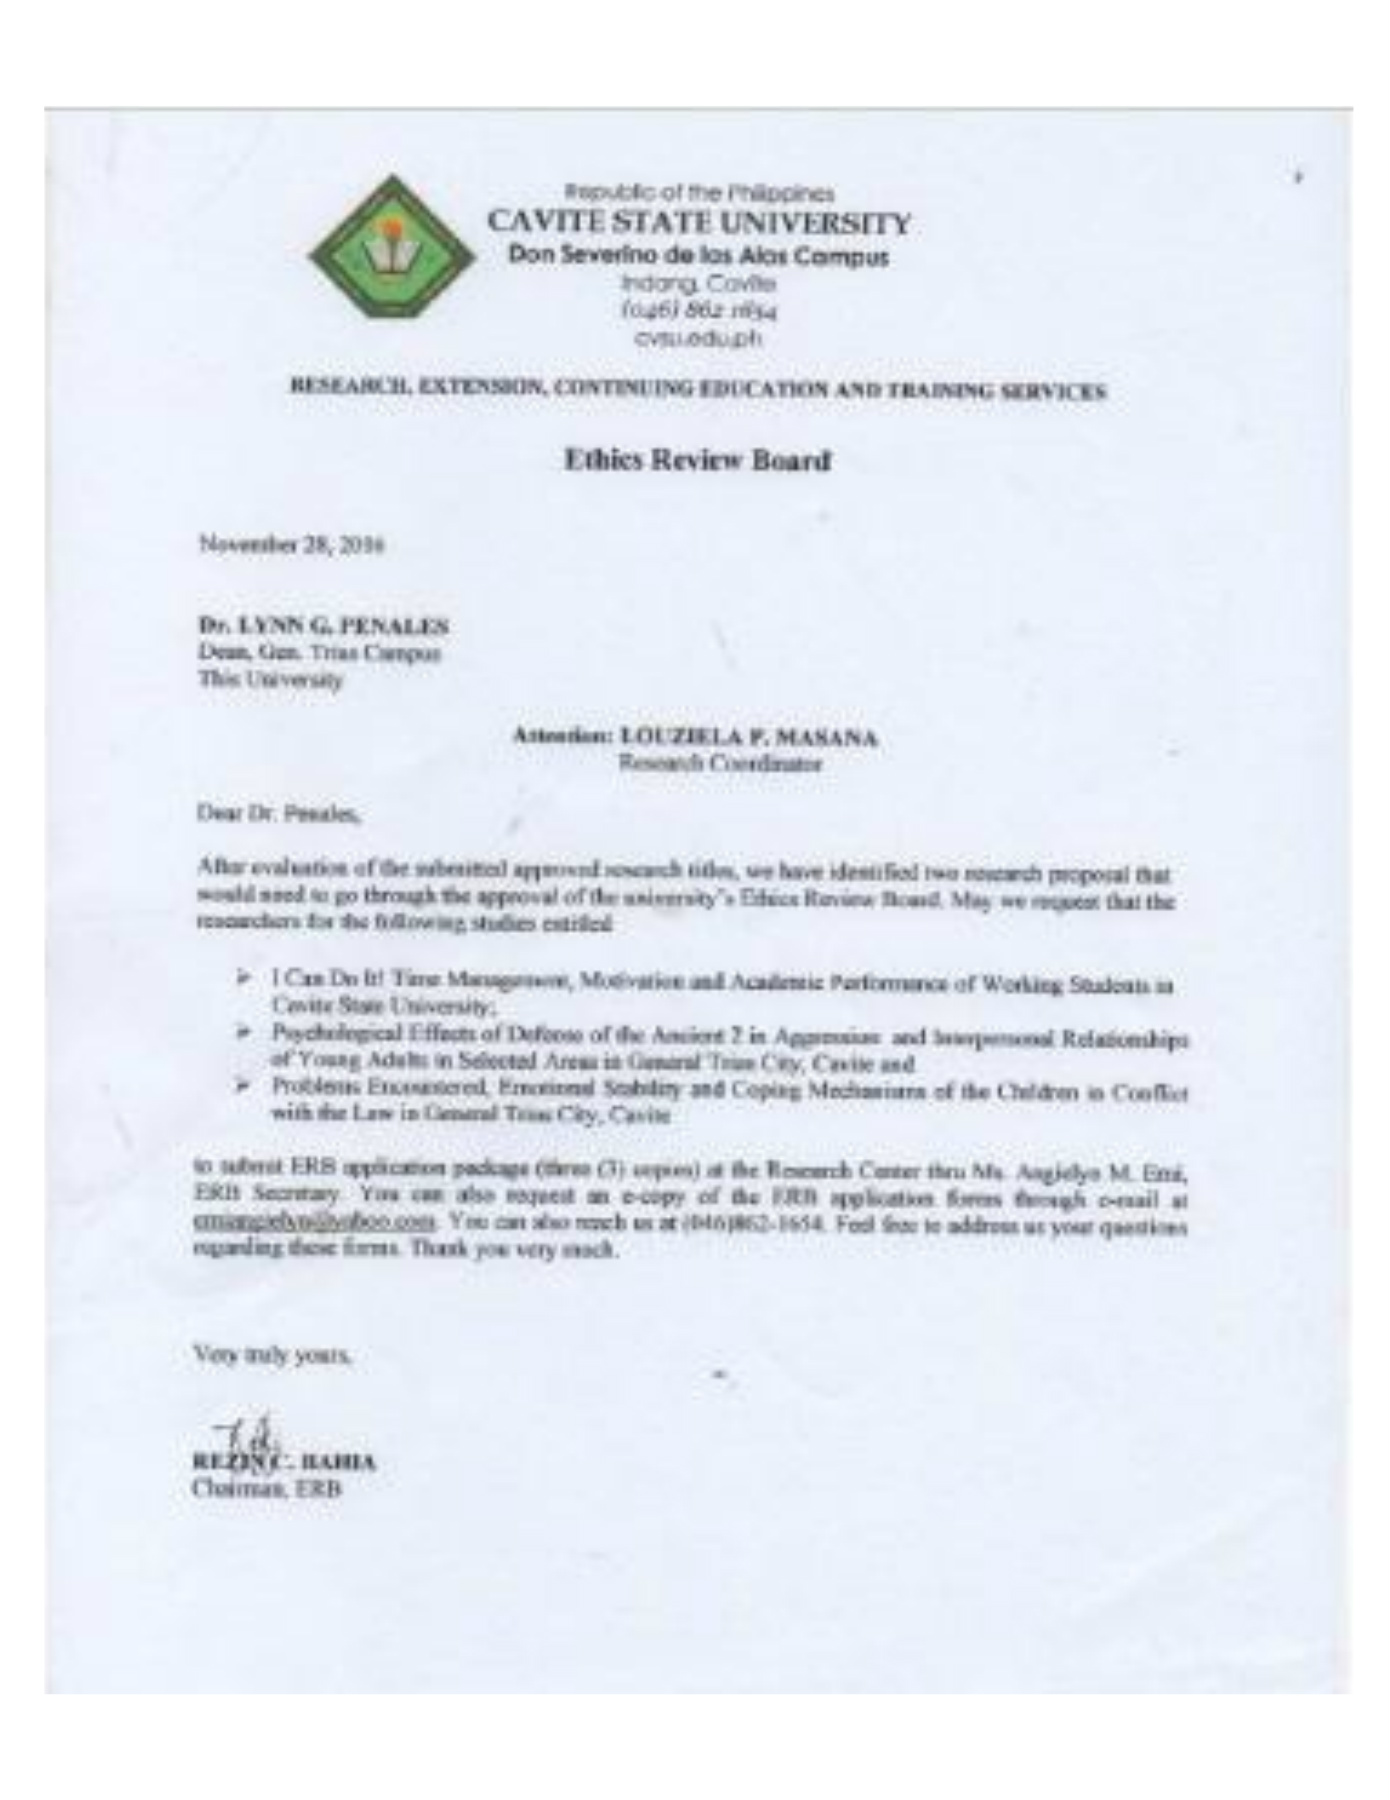 Republic of the Philippines
CAVITE STATE UNIVERSITY
Don Severino de las Alas Campus
Indang, Cavite
(046) 862 1654
cvsu.edu.ph
RESEARCH, EXTENSION, CONTINUING EDUCATION AND TRAINING SERVICES
Ethics Review Board
November 28, 2016
Dr. LYNN G. PENALES
Dean, Gen. Trias Campus
This University
Attention: LOUZIELA P. MASANA
Research Coordinator
Dear Dr. Penales,
After evaluation of the submitted approved research titles, we have identified two research proposal that
would need to go through the approval of the university's Ethics Review Board. May we request that the
researchers for the following studies entitled
➢ I Can Do It! Time Management, Motivation and Academic Performance of Working Students in
Cavite State University;
➢ Psychological Effects of Defense of the Ancient 2 in Aggression and Interpersonal Relationships
of Young Adults in Selected Areas in General Trias City, Cavite and
➢ Problems Encountered, Emotional Stability and Coping Mechanisms of the Children in Conflict
with the Law in General Trias City, Cavite
to submit ERB application package (three (3) copies) at the Research Center thru Ms. Angielyn M. Emi,
ERB Secretary. You can also request an e-copy of the ERB application forms through e-mail at
emiangielyn@yahoo.com. You can also reach us at (046)862-1654. Feel free to address us your questions
regarding these forms. Thank you very much.
Very truly yours,
REZIN C. BAHIA
Chairman, ERB